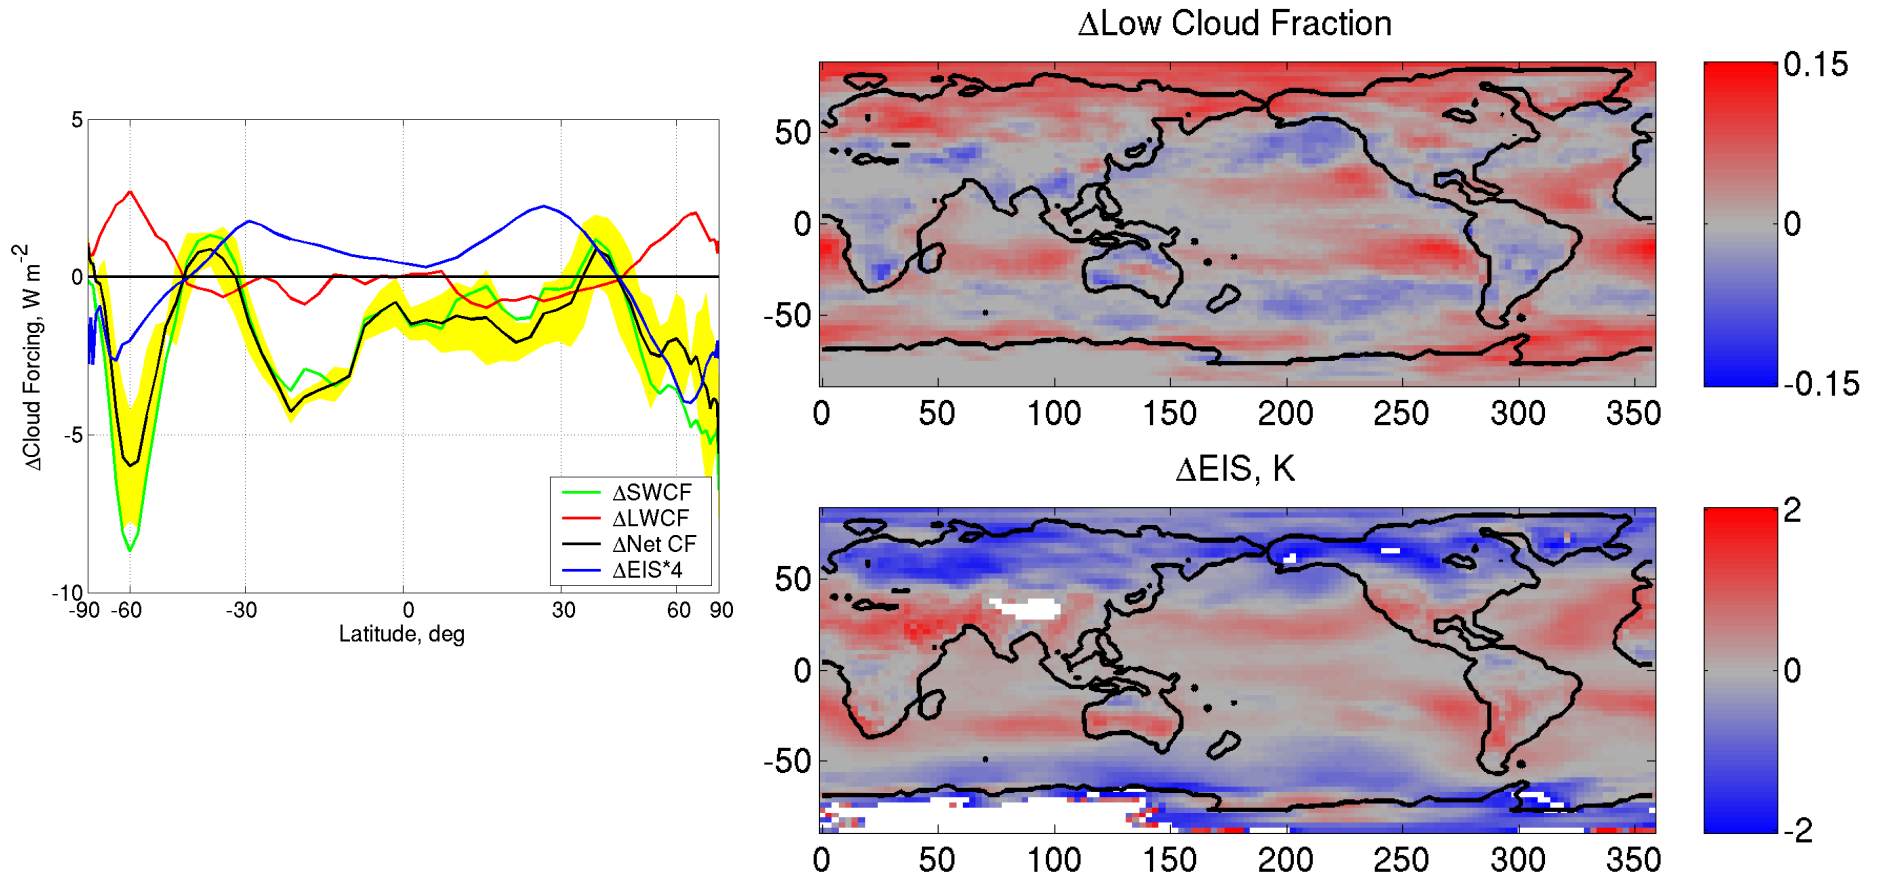 5
0
-5
-10
ΔCloud Forcing, W m-2
-90 -60 -30 0 30 60 90
Latitude, deg
ΔSWCF
ΔLWCF
ΔNet CF
ΔEIS*4
ΔLow Cloud Fraction
50
0
-50
0 50 100 150 200 250 300 350
0.15
0
-0.15
ΔEIS, K
50
0
-50
0 50 100 150 200 250 300 350
2
0
-2